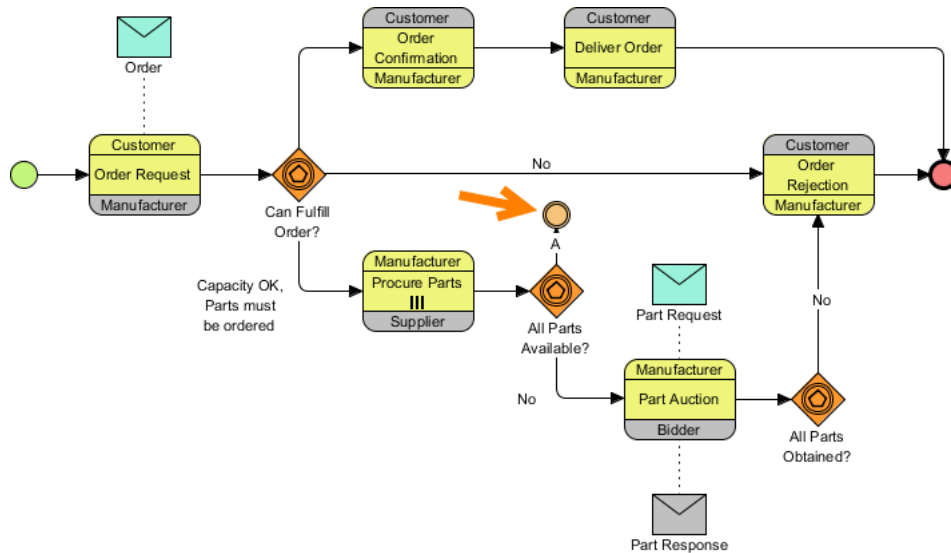 Order
Customer
Order Request
Manufacturer
Can Fulfill
Order?
Customer
Order
Confirmation
Manufacturer
Customer
Deliver Order
Manufacturer
No
Customer
Order
Rejection
Manufacturer
Capacity OK,
Parts must
be ordered
Manufacturer
Procure Parts
Supplier
A
All Parts
Available?
No
Part Request
Manufacturer
Part Auction
Bidder
Part Response
No
All Parts
Obtained?